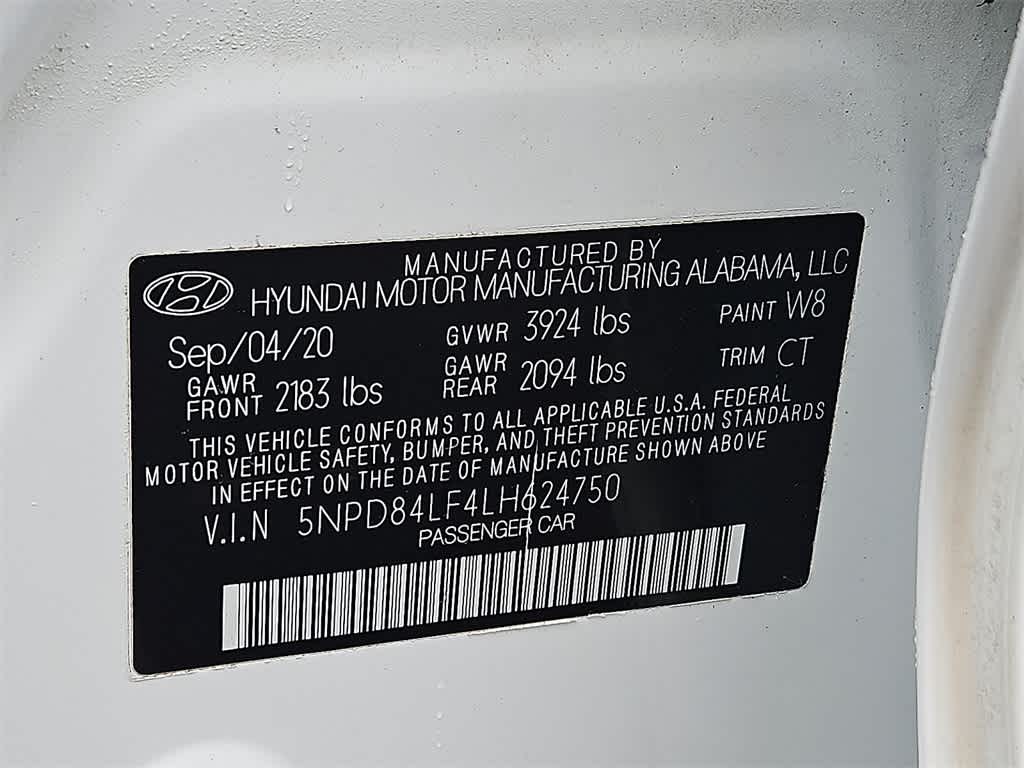 MANUFACTURED BY
HYUNDAI MOTOR MANUFACTURING ALABAMA, LLC
Sep/04/20 GVWR 3924 lbs PAINT W8
GAWR FRONT 2183 lbs GAWR REAR 2094 lbs TRIM CT
THIS VEHICLE CONFORMS TO ALL APPLICABLE U.S.A. FEDERAL
MOTOR VEHICLE SAFETY, BUMPER, AND THEFT PREVENTION STANDARDS
IN EFFECT ON THE DATE OF MANUFACTURE SHOWN ABOVE
V.I.N 5NPD84LF4LH624750
PASSENGER CAR